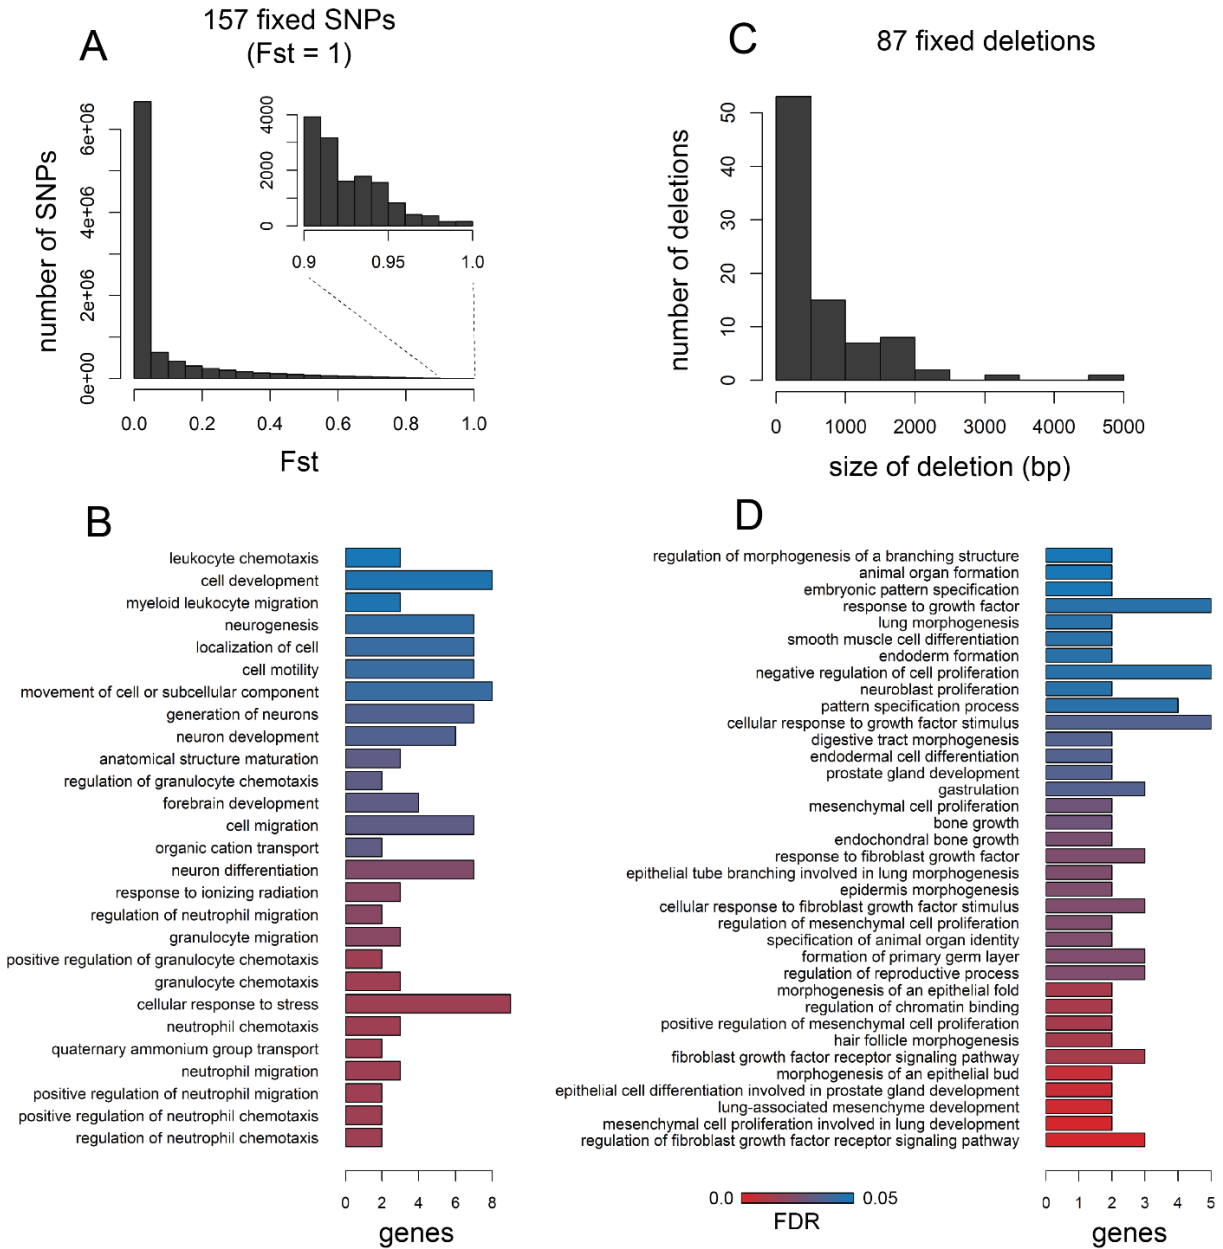 A
157 fixed SNPs
(Fst = 1)
number of SNPs
0e+00
2e+06
4e+06
6e+06
0.0
0.2
0.4
0.6
0.8
1.0
Fst
0
2000
4000
0.9
0.95
1.0
C
87 fixed deletions
number of deletions
0
10
20
30
40
50
0
1000
2000
3000
4000
5000
size of deletion (bp)
B
leukocyte chemotaxis
cell development
myeloid leukocyte migration
neurogenesis
localization of cell
cell motility
movement of cell or subcellular component
generation of neurons
neuron development
anatomical structure maturation
regulation of granulocyte chemotaxis
forebrain development
cell migration
organic cation transport
neuron differentiation
response to ionizing radiation
regulation of neutrophil migration
granulocyte migration
positive regulation of granulocyte chemotaxis
granulocyte chemotaxis
cellular response to stress
neutrophil chemotaxis
quaternary ammonium group transport
neutrophil migration
positive regulation of neutrophil migration
positive regulation of neutrophil chemotaxis
regulation of neutrophil chemotaxis
0
2
4
6
8
genes
D
regulation of morphogenesis of a branching structure
animal organ formation
embryonic pattern specification
response to growth factor
lung morphogenesis
smooth muscle cell differentiation
endoderm formation
negative regulation of cell proliferation
neuroblast proliferation
pattern specification process
cellular response to growth factor stimulus
digestive tract morphogenesis
endodermal cell differentiation
prostate gland development
gastrulation
mesenchymal cell proliferation
bone growth
endochondral bone growth
response to fibroblast growth factor
epithelial tube branching involved in lung morphogenesis
epidermis morphogenesis
cellular response to fibroblast growth factor stimulus
regulation of mesenchymal cell proliferation
specification of animal organ identity
formation of primary germ layer
regulation of reproductive process
morphogenesis of an epithelial fold
regulation of chromatin binding
positive regulation of mesenchymal cell proliferation
hair follicle morphogenesis
fibroblast growth factor receptor signaling pathway
morphogenesis of an epithelial bud
epithelial cell differentiation involved in prostate gland development
lung-associated mesenchyme development
mesenchymal cell proliferation involved in lung development
regulation of fibroblast growth factor receptor signaling pathway
0
1
2
3
4
5
genes
0.0
0.05
FDR